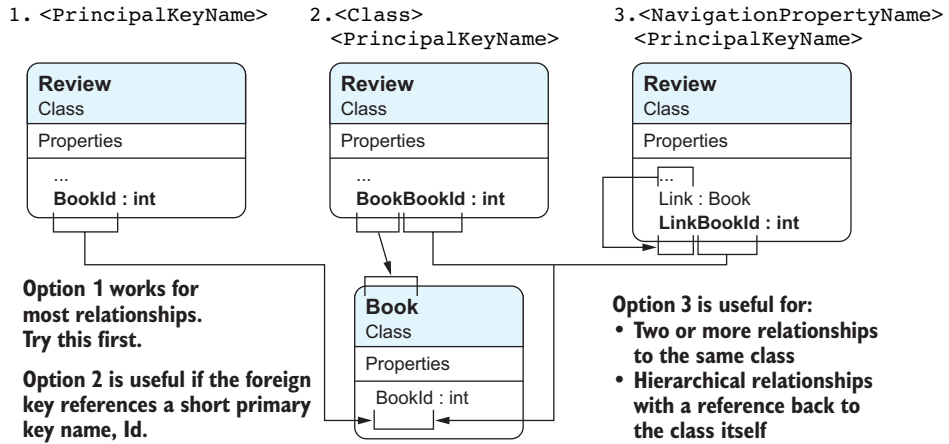 1. <PrincipalKeyName>
2.<Class>
<PrincipalKeyName>
3.<NavigationPropertyName>
<PrincipalKeyName>
Review
Class
Properties
...
BookId : int
Review
Class
Properties
...
BookBookId : int
Review
Class
Properties
...
Link : Book
LinkBookId : int
Option 1 works for
most relationships.
Try this first.
Option 2 is useful if the foreign
key references a short primary
key name, Id.
Book
Class
Properties
BookId : int
Option 3 is useful for:
• Two or more relationships
to the same class
• Hierarchical relationships
with a reference back to
the class itself